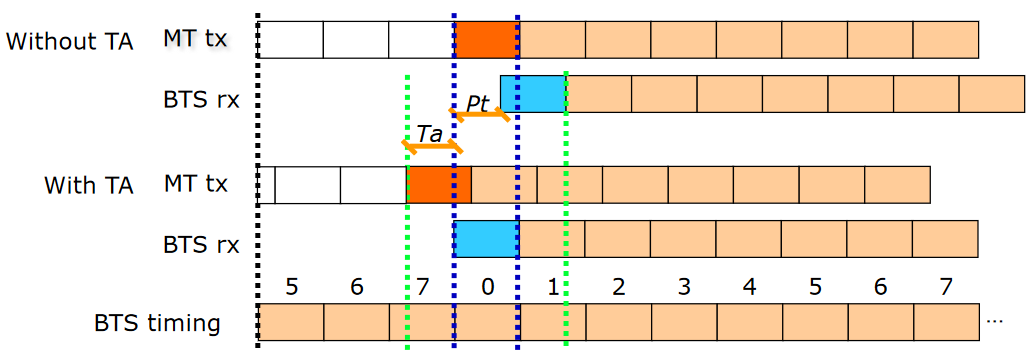 Without TA MT tx
BTS rx
Pt
Ta
With TA MT tx
BTS rx
5 6 7 0 1 2 3 4 5 6 7
BTS timing ...